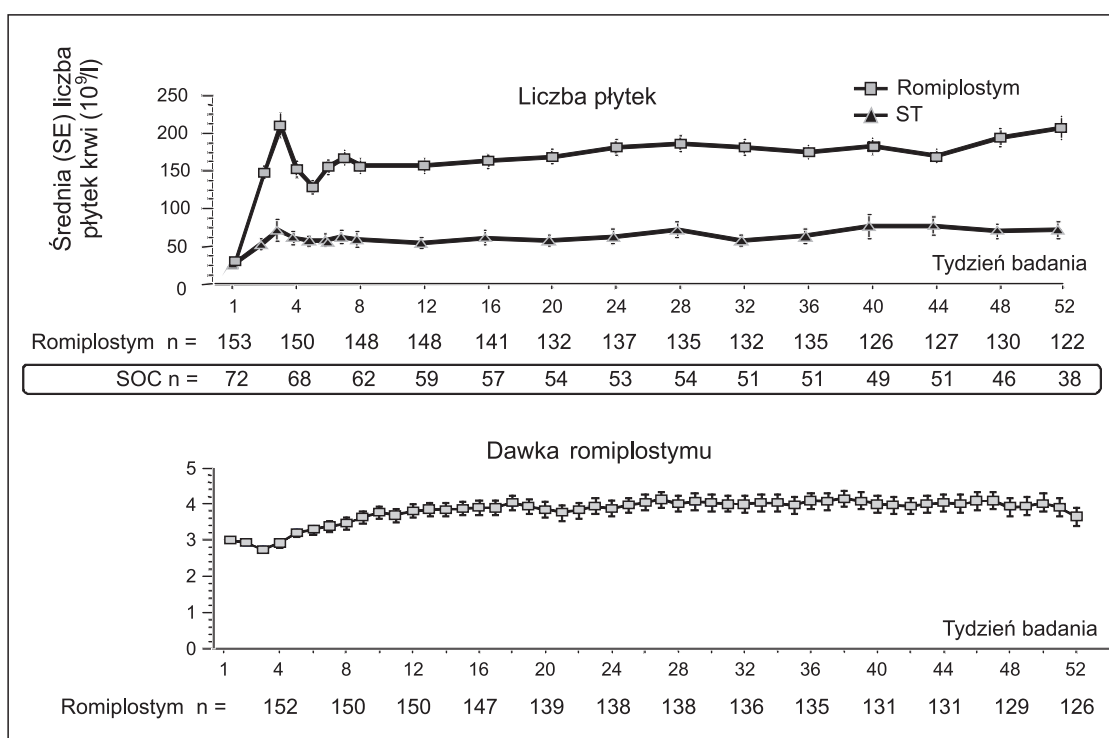 Średnia (SE) liczba
płytek krwi (10⁹/l)
Liczba płytek
Romiplostym
ST
250
200
150
100
50
0
Tydzień badania
1 4 8 12 16 20 24 28 32 36 40 44 48 52
Romiplostym n = 153 150 148 148 141 132 137 135 132 135 126 127 130 122
SOC n = 72 68 62 59 57 54 53 54 51 51 49 51 46 38
Dawka romiplostymu
5
4
3
2
1
0
Tydzień badania
1 4 8 12 16 20 24 28 32 36 40 44 48 52
Romiplostym n = 152 150 150 147 139 138 138 136 135 131 131 129 126